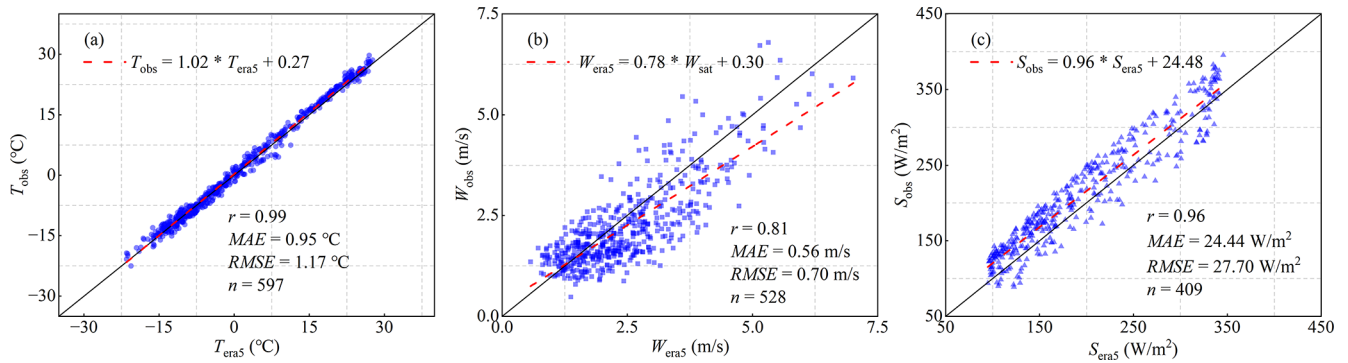 (a)
T_obs = 1.02 * T_era5 + 0.27
r = 0.99
MAE = 0.95 °C
RMSE = 1.17 °C
n = 597
30
15
0
−15
−30
T_obs (°C)
−30 −15 0 15 30
T_era5 (°C)
(b)
W_era5 = 0.78 * W_sat + 0.30
r = 0.81
MAE = 0.56 m/s
RMSE = 0.70 m/s
n = 528
7.5
5.0
2.5
0.0
W_obs (m/s)
0.0 2.5 5.0 7.5
W_era5 (m/s)
(c)
S_obs = 0.96 * S_era5 + 24.48
r = 0.96
MAE = 24.44 W/m²
RMSE = 27.70 W/m²
n = 409
450
350
250
150
50
S_obs (W/m²)
50 150 250 350 450
S_era5 (W/m²)